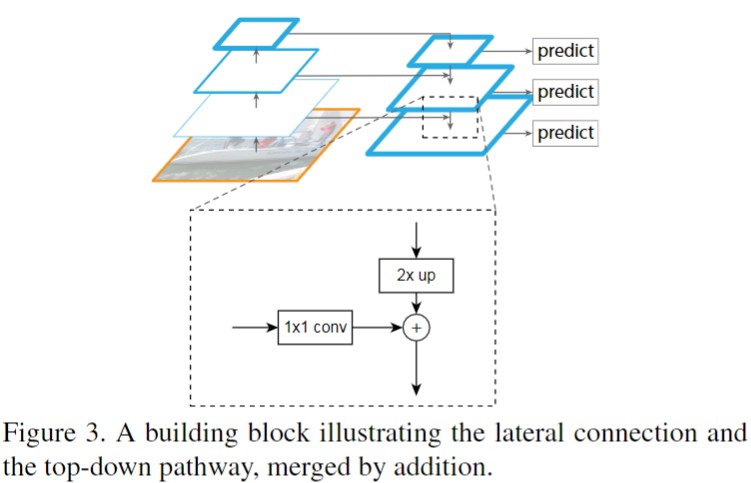 predict
predict
predict
2x up
1x1 conv
+
Figure 3. A building block illustrating the lateral connection and
the top-down pathway, merged by addition.